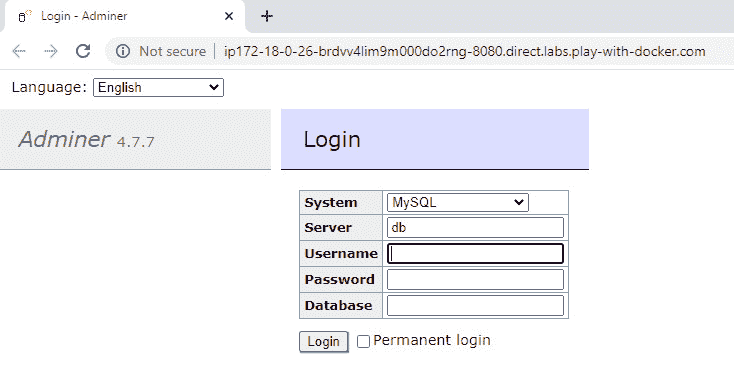 Login - Adminer
Not secure | ip172-18-0-26-brdvv4lim9m000do2rng-8080.direct.labs.play-with-docker.com
Language: English
Adminer 4.7.7
Login
System MySQL
Server db
Username
Password
Database
Login Permanent login